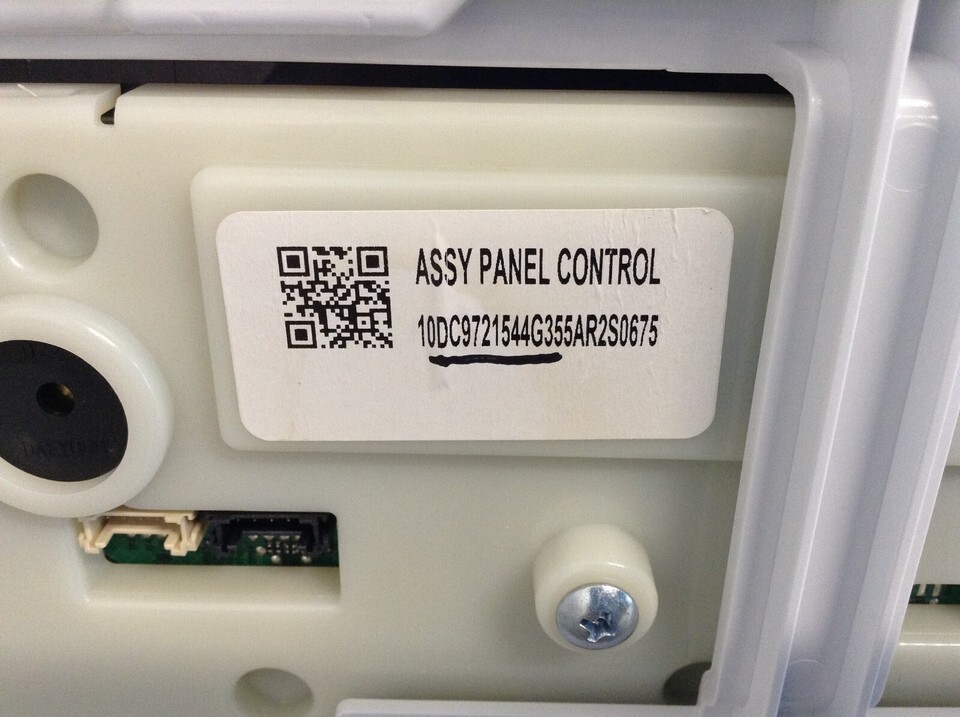 ASSY PANEL CONTROL
10DC9721544G355AR2S0675